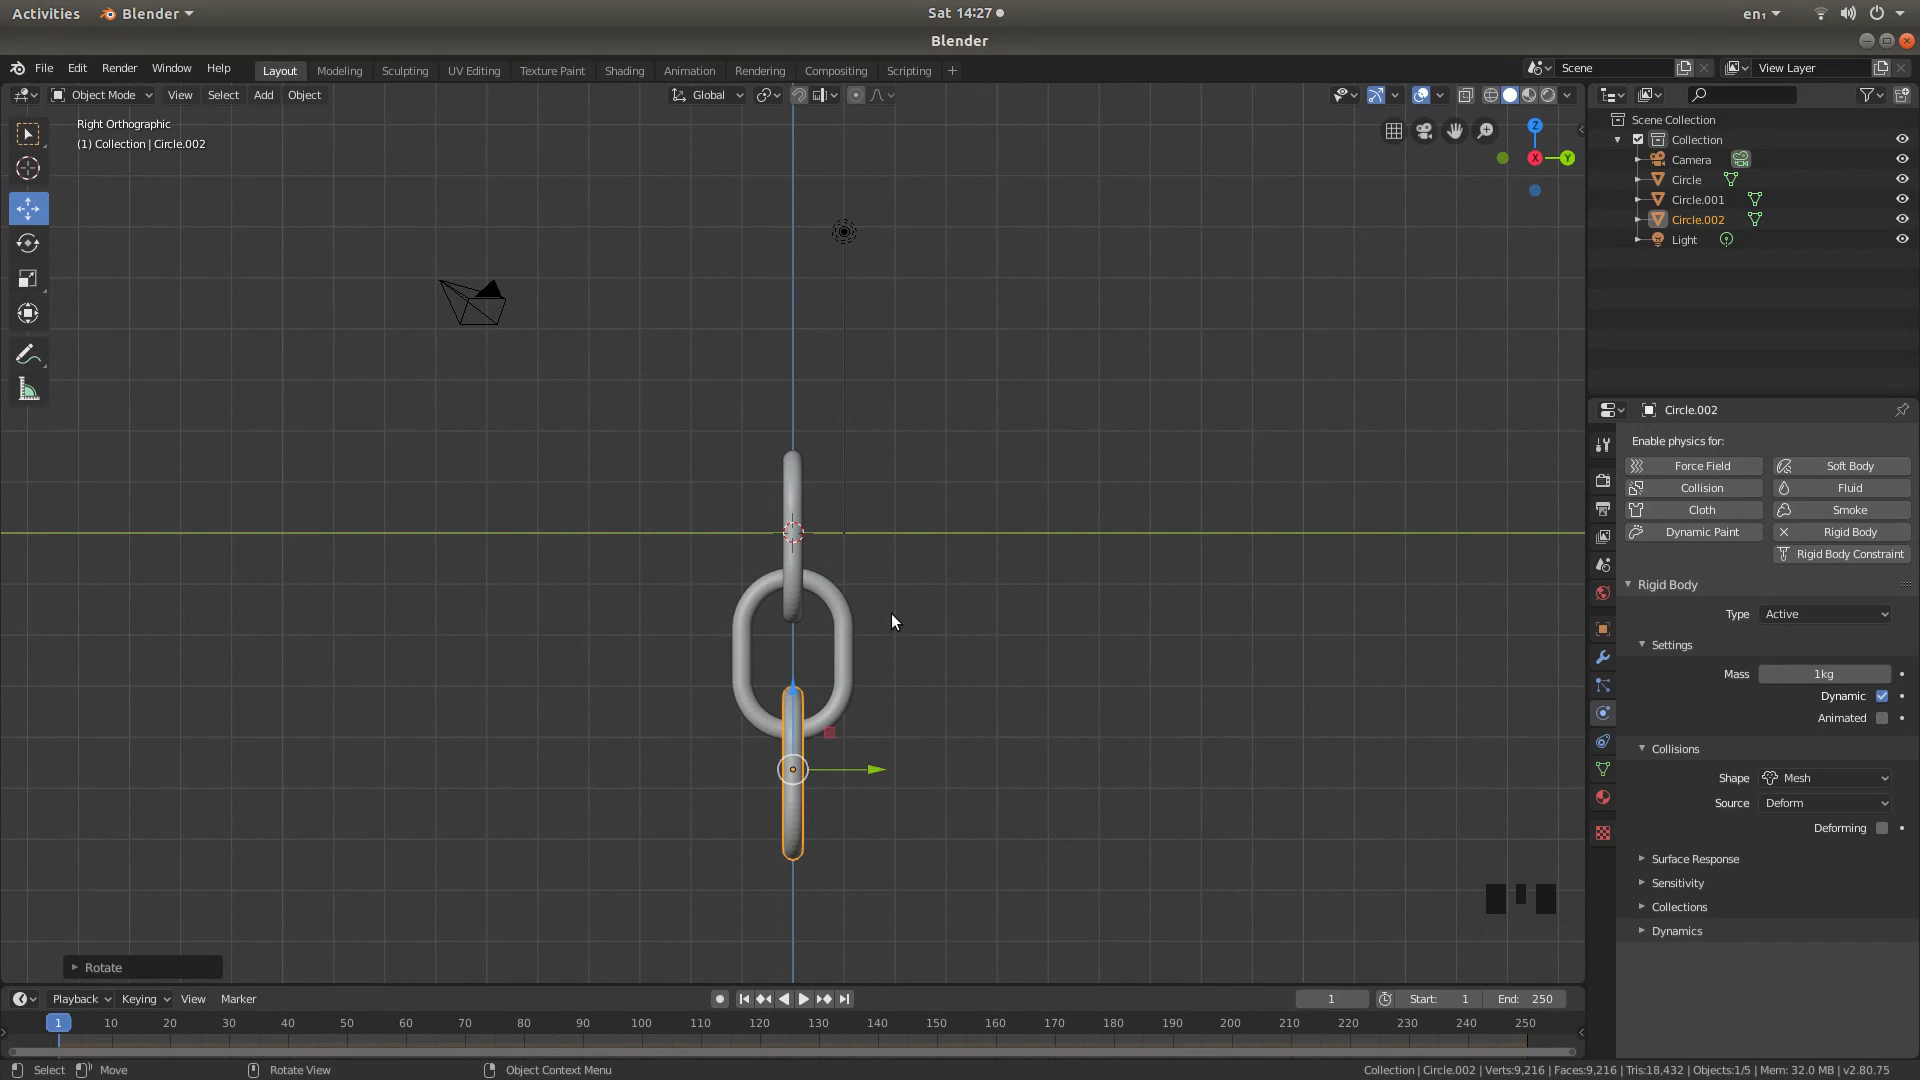 Activities Blender Sat 14:27 en₁
Blender
File Edit Render Window Help Layout Modeling Sculpting UV Editing Texture Paint Shading Animation Rendering Compositing Scripting + Scene View Layer
Object Mode View Select Add Object Global
Right Orthographic
(1) Collection | Circle.002
Z
X Y
Scene Collection
Collection
Camera
Circle
Circle.001
Circle.002
Light
Circle.002
Enable physics for:
Force Field Soft Body
Collision Fluid
Cloth Smoke
Dynamic Paint Rigid Body
Rigid Body Constraint
Rigid Body
Type Active
Settings
Mass 1kg
Dynamic
Animated
Collisions
Shape Mesh
Source Deform
Deforming
Surface Response
Sensitivity
Collections
Dynamics
Rotate
Playback Keying View Marker 1 Start: 1 End: 250
1 10 20 30 40 50 60 70 80 90 100 110 120 130 140 150 160 170 180 190 200 210 220 230 240 250
Select Move Rotate View Object Context Menu Collection | Circle.002 | Verts:9,216 | Faces:9,216 | Tris:18,432 | Objects:1/5 | Mem: 32.0 MB | v2.80.75